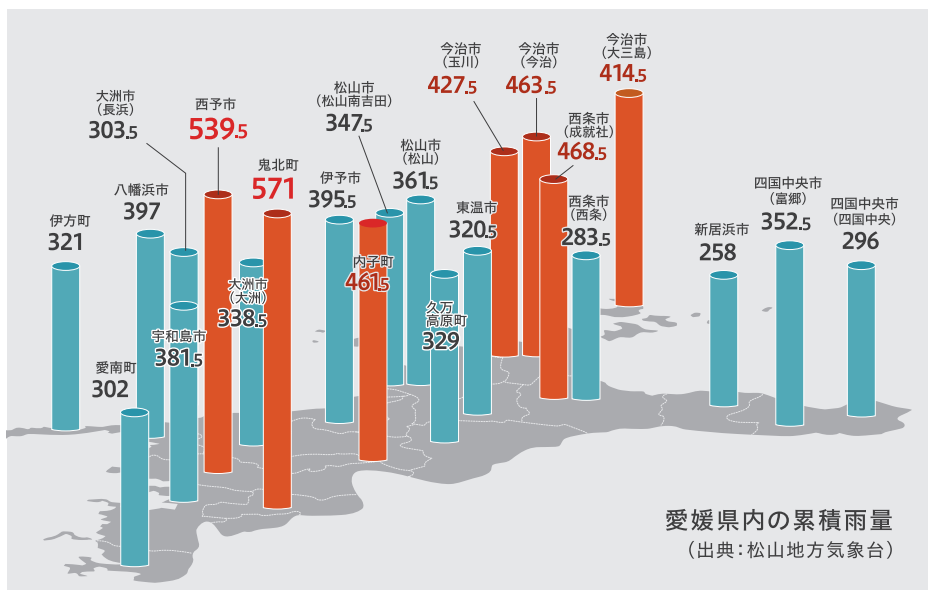 今治市
（玉川）
427.5
今治市
（今治）
463.5
今治市
（大三島）
414.5
大洲市
（長浜）
303.5
西予市
539.5
松山市
（松山南吉田）
347.5
西条市
（成就社）
468.5
松山市
（松山）
361.5
鬼北町
571
伊予市
395.5
八幡浜市
397
伊方町
321
東温市
320.5
西条市
（西条）
283.5
四国中央市
（富郷）
352.5
四国中央市
（四国中央）
296
新居浜市
258
内子町
461.5
大洲市
（大洲）
338.5
久万
高原町
329
宇和島市
381.5
愛南町
302
愛媛県内の累積雨量
（出典：松山地方気象台）